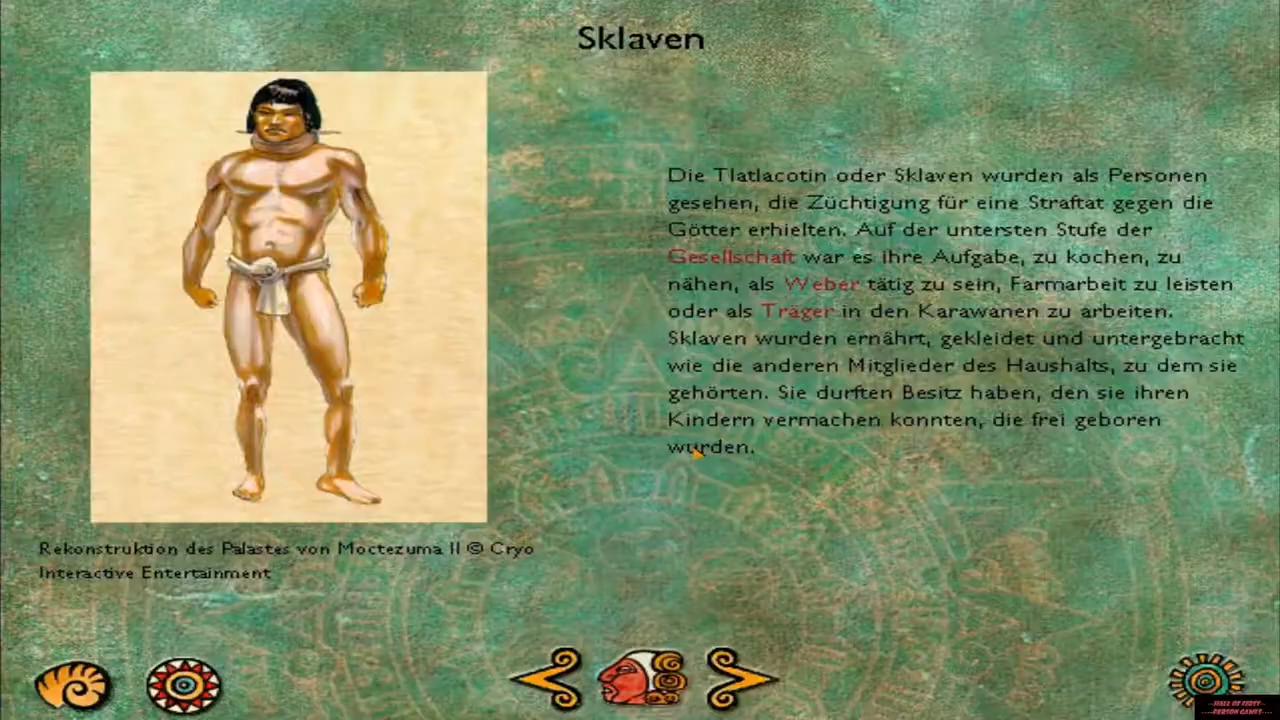 Sklaven
Die Tlatlacotin oder Sklaven wurden als Personen
gesehen, die Züchtigung für eine Straftat gegen die
Götter erhielten. Auf der untersten Stufe der
Gesellschaft war es ihre Aufgabe, zu kochen, zu
nähen, als Weber tätig zu sein, Farmarbeit zu leisten
oder als Träger in den Karawanen zu arbeiten.
Sklaven wurden ernährt, gekleidet und untergebracht
wie die anderen Mitglieder des Haushalts, zu dem sie
gehörten. Sie durften Besitz haben, den sie ihren
Kindern vermachen konnten, die frei geboren
wurden.
Rekonstruktion des Palastes von Moctezuma II © Cryo
Interactive Entertainment